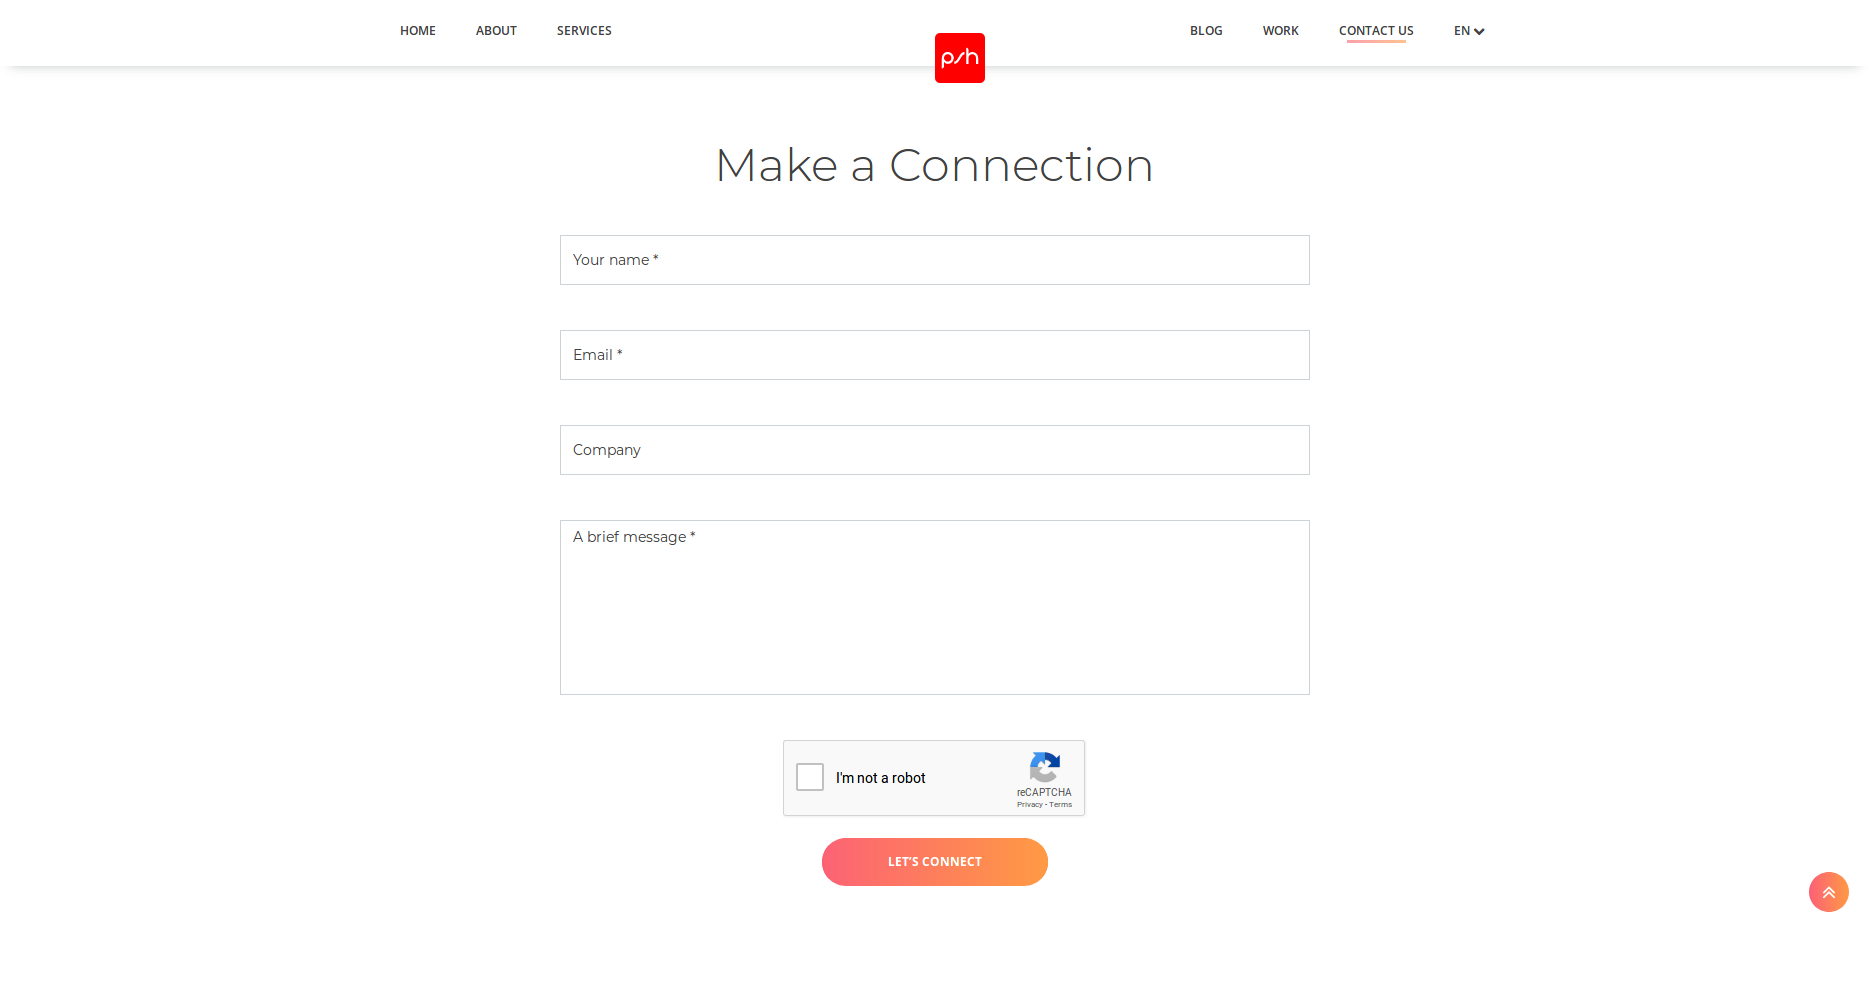 HOME ABOUT SERVICES psh BLOG WORK CONTACT US EN
Make a Connection
Your name *
Email *
Company
A brief message *
I'm not a robot
reCAPTCHA
Privacy - Terms
LET'S CONNECT